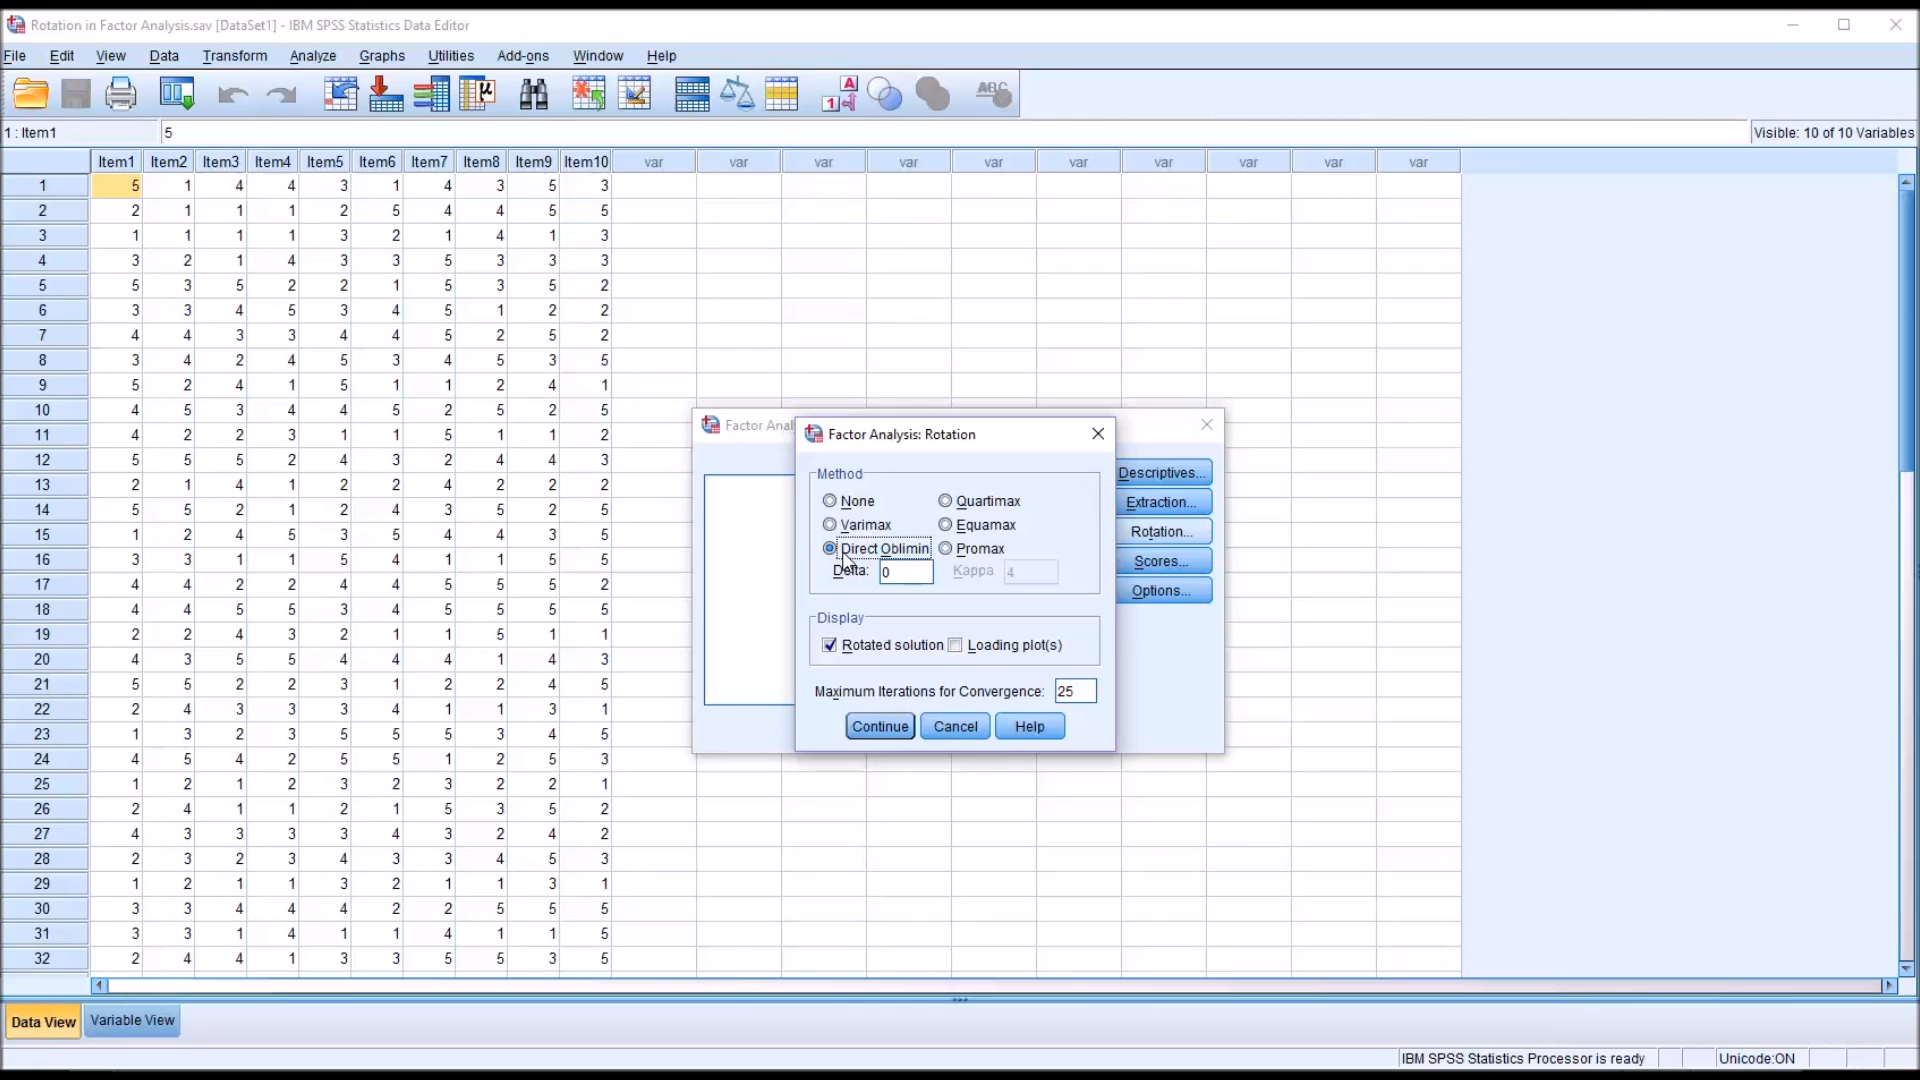 Rotation in Factor Analysis.sav [DataSet1] - IBM SPSS Statistics Data Editor
File Edit View Data Transform Analyze Graphs Utilities Add-ons Window Help
1 : Item1 5 Visible: 10 of 10 Variables
Item1 Item2 Item3 Item4 Item5 Item6 Item7 Item8 Item9 Item10 var var var var var var var var var var
1 5 1 4 4 3 1 4 3 5 3
2 2 1 1 1 2 5 4 4 5 5
3 1 1 1 1 3 2 1 4 1 3
4 3 2 1 4 3 3 5 3 3 3
5 5 3 5 2 2 1 5 3 5 2
6 3 3 4 5 3 4 5 1 2 2
7 4 4 3 3 4 4 5 2 5 2
8 3 4 2 4 5 3 4 5 3 5
9 5 2 4 1 5 1 1 2 4 1
10 4 5 3 4 4 5 2 5 2 5
11 4 2 2 3 1 1 5 1 1 2
12 5 5 5 2 4 3 2 4 4 3
13 2 1 4 1 2 2 4 2 2 2
14 5 5 2 1 2 4 3 5 2 5
15 1 2 4 5 3 5 4 4 3 5
16 3 3 1 1 5 4 1 1 5 5
17 4 4 2 2 4 4 5 5 5 2
18 4 4 5 5 3 4 5 5 5 5
19 2 2 4 3 2 1 1 5 1 1
20 4 3 5 5 4 4 4 1 4 3
21 5 5 2 2 3 1 2 2 4 5
22 2 4 3 3 3 4 1 1 3 1
23 1 3 2 3 5 5 5 3 4 5
24 4 5 4 2 5 5 1 2 5 3
25 1 2 1 2 3 2 3 2 2 1
26 2 4 1 1 2 1 5 3 5 2
27 4 3 3 3 3 4 3 2 4 2
28 2 3 2 3 4 3 3 4 5 3
29 1 2 1 1 3 2 1 1 3 1
30 3 3 4 4 4 2 2 5 5 5
31 3 3 1 4 1 1 4 1 1 5
32 2 4 4 1 3 3 5 5 3 5
Factor Anal
Descriptives...
Extraction...
Rotation...
Scores...
Options...
Factor Analysis: Rotation
Method
None Quartimax
Varimax Equamax
Direct Oblimin Promax
Delta: 0 Kappa 4
Display
Rotated solution Loading plot(s)
Maximum Iterations for Convergence: 25
Continue Cancel Help
Data View Variable View
IBM SPSS Statistics Processor is ready Unicode:ON